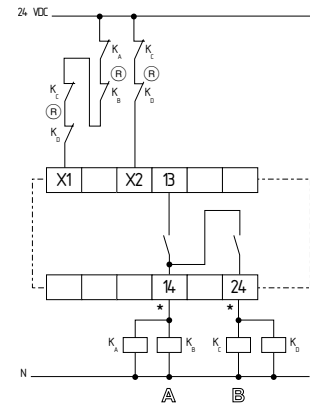 24 VDC
K A
K C
R
R
K C
K B
K D
R
K D
X1 X2 13
14 24
* *
K A
K B
K C
K D
N
A B